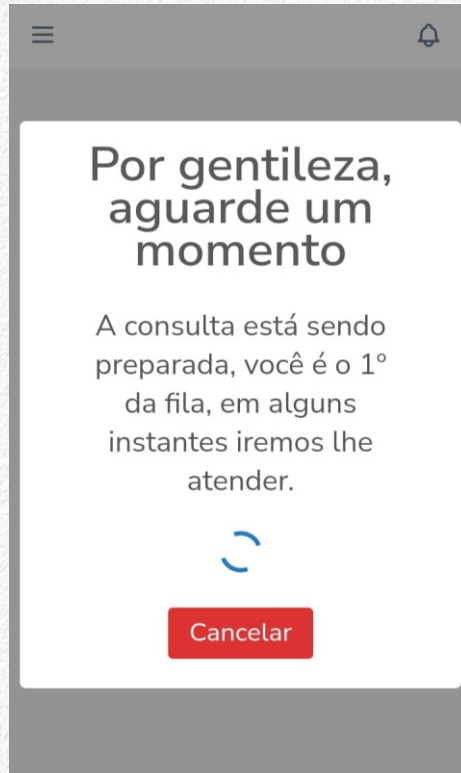 Por gentileza,
aguarde um
momento
A consulta está sendo
preparada, você é o 1º
da fila, em alguns
instantes iremos lhe
atender.
Cancelar